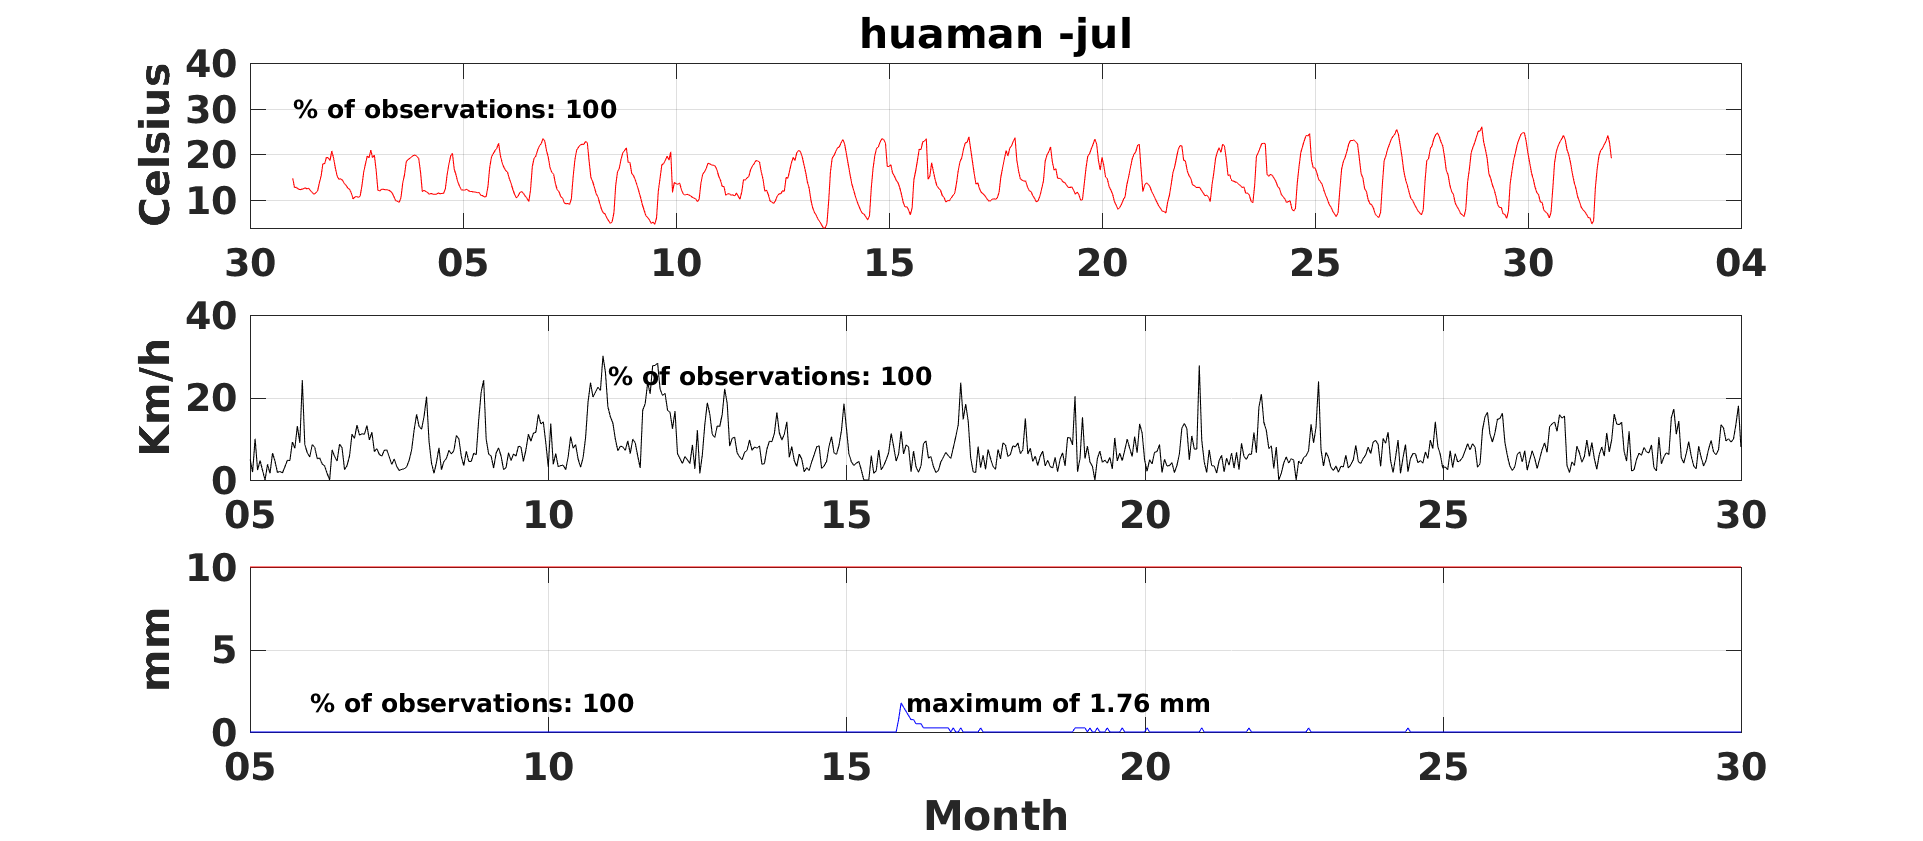 huaman -jul
Celsius
40
30
20
10
% of observations: 100
30 05 10 15 20 25 30 04
Km/h
40
20
0
% of observations: 100
05 10 15 20 25 30
mm
10
5
0
% of observations: 100 maximum of 1.76 mm
05 10 15 20 25 30
Month